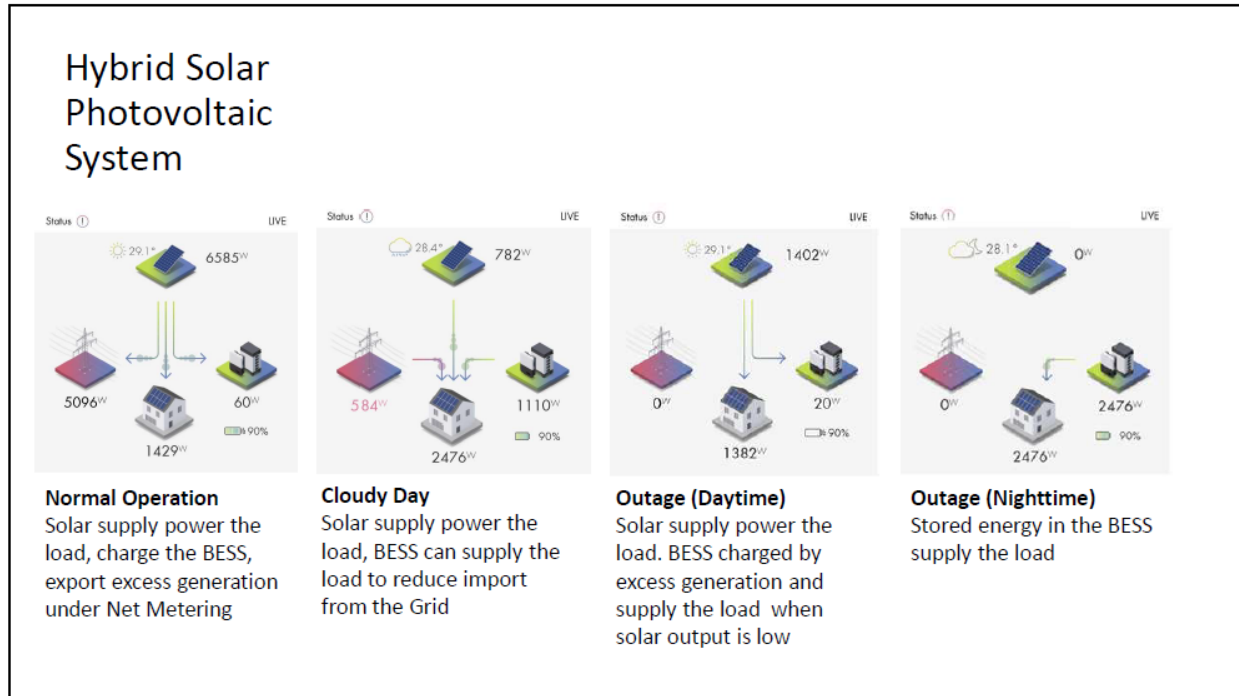 Hybrid Solar
Photovoltaic
System
Status
LIVE
29.1°
6585W
5096W
60W
90%
1429W
Normal Operation
Solar supply power the
load, charge the BESS,
export excess generation
under Net Metering
Status
LIVE
28.4°
782W
584W
1110W
90%
2476W
Cloudy Day
Solar supply power the
load, BESS can supply the
load to reduce import
from the Grid
Status
LIVE
29.1°
1402W
0W
20W
90%
1382W
Outage (Daytime)
Solar supply power the
load. BESS charged by
excess generation and
supply the load when
solar output is low
Status
LIVE
28.1°
0W
0W
2476W
90%
2476W
Outage (Nighttime)
Stored energy in the BESS
supply the load